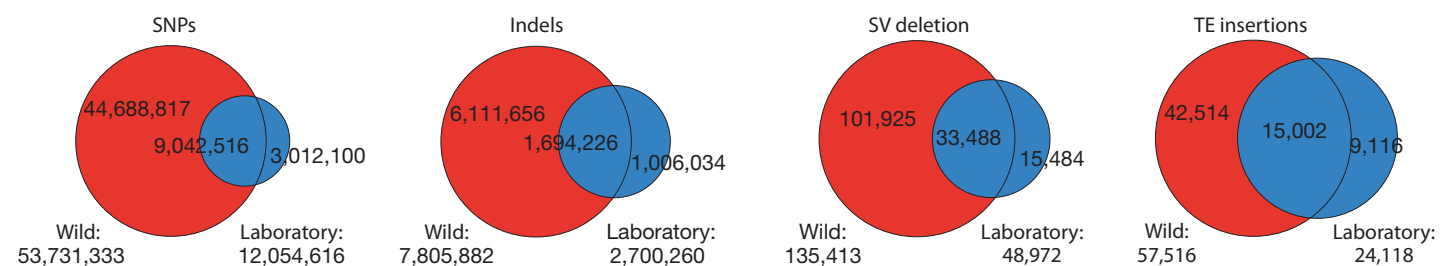 SNPs
44,688,817
9,042,516
3,012,100
Wild:
53,731,333
Laboratory:
12,054,616
Indels
6,111,656
1,694,226
1,006,034
Wild:
7,805,882
Laboratory:
2,700,260
SV deletion
101,925
33,488
15,484
Wild:
135,413
Laboratory:
48,972
TE insertions
42,514
15,002
9,116
Wild:
57,516
Laboratory:
24,118